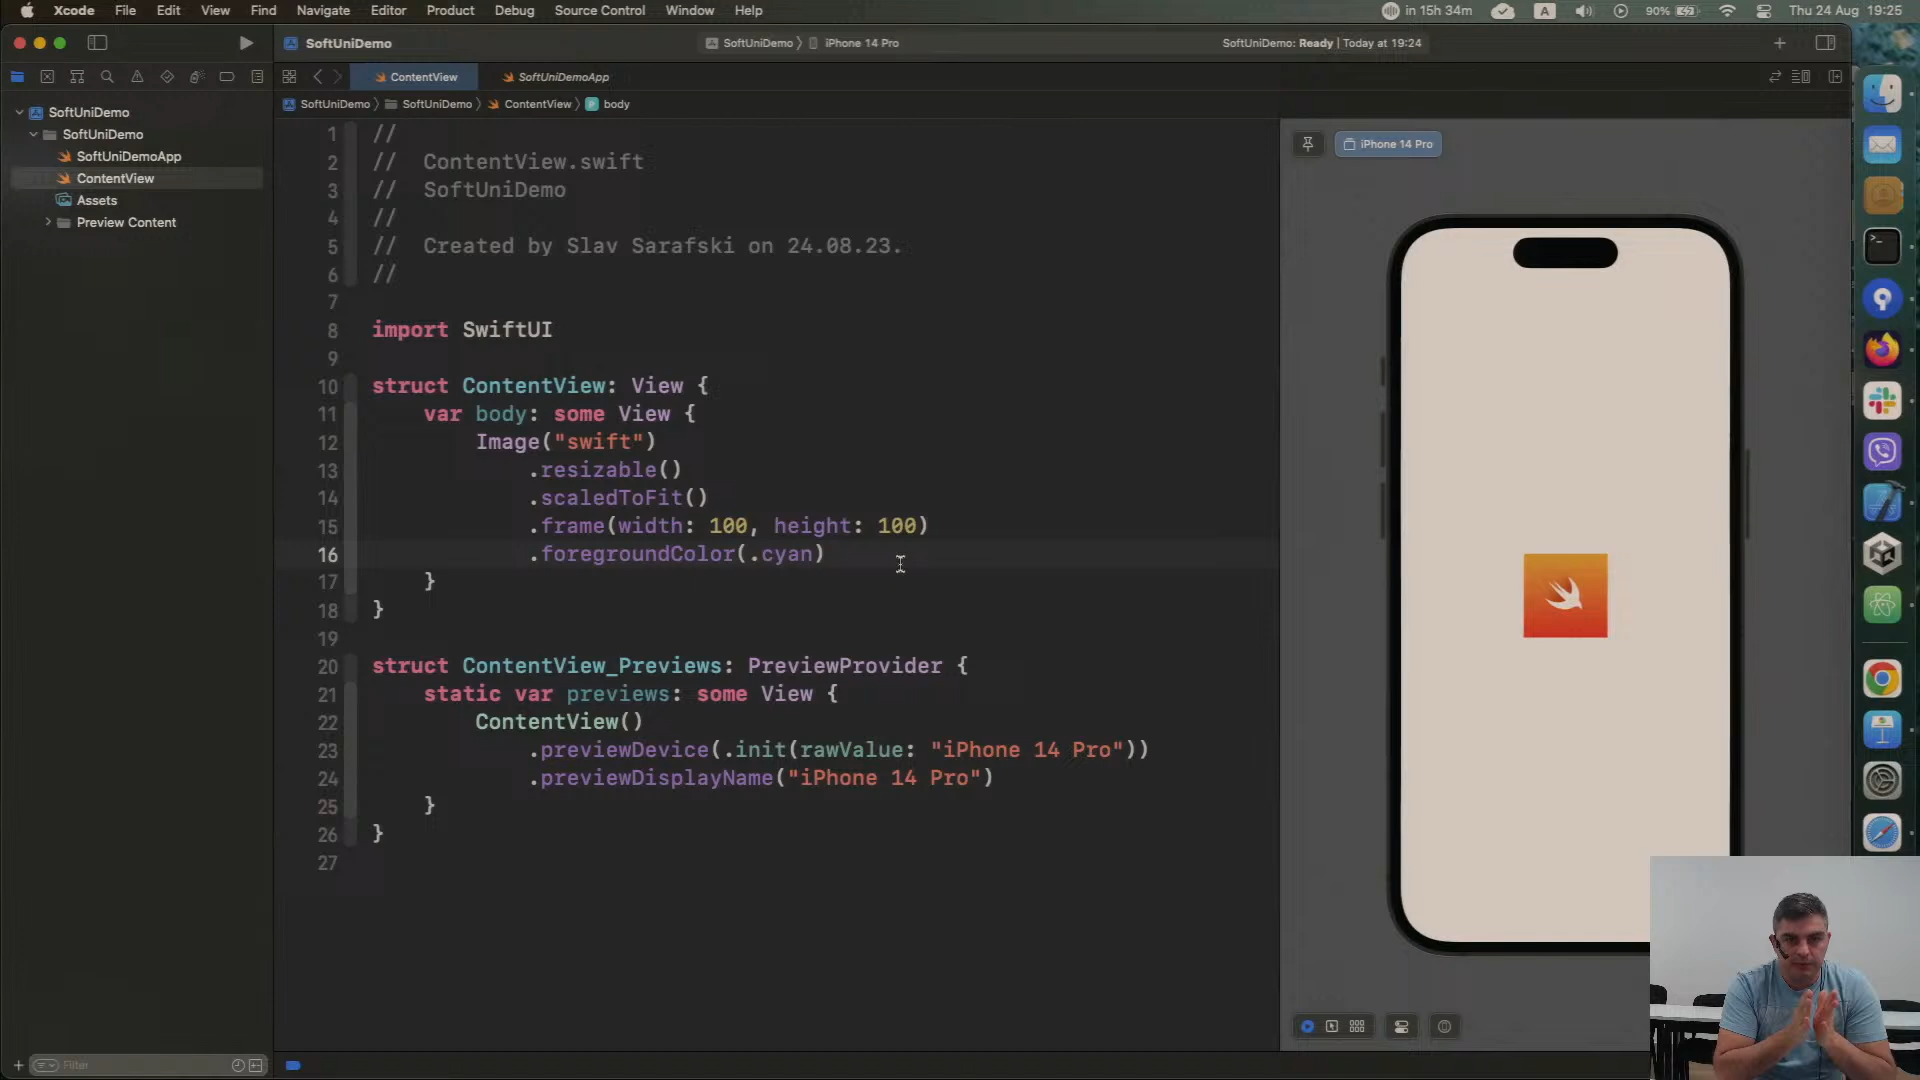 Xcode File Edit View Find Navigate Editor Product Debug Source Control Window Help
in 15h 34m A 90% Thu 24 Aug 19:25
SoftUniDemo
SoftUniDemo iPhone 14 Pro
SoftUniDemo: Ready | Today at 19:24
ContentView SoftUniDemoApp
SoftUniDemo SoftUniDemo ContentView body
SoftUniDemo
SoftUniDemo
SoftUniDemoApp
ContentView
Assets
Preview Content
Filter
1 //
2 // ContentView.swift
3 // SoftUniDemo
4 //
5 // Created by Slav Sarafski on 24.08.23.
6 //
7
8 import SwiftUI
9
10 struct ContentView: View {
11 var body: some View {
12 Image("swift")
13 .resizable()
14 .scaledToFit()
15 .frame(width: 100, height: 100)
16 .foregroundColor(.cyan)
17 }
18 }
19
20 struct ContentView_Previews: PreviewProvider {
21 static var previews: some View {
22 ContentView()
23 .previewDevice(.init(rawValue: "iPhone 14 Pro"))
24 .previewDisplayName("iPhone 14 Pro")
25 }
26 }
27
iPhone 14 Pro